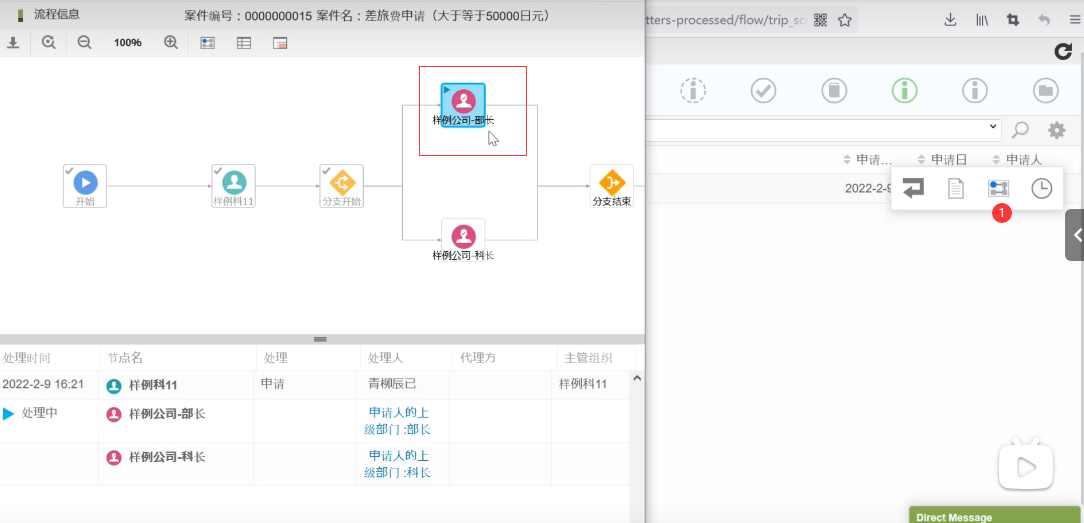 流程信息
案件编号：0000000015 案件名：差旅费申请（大于等于50000日元）
tters-processed/flow/trip_sc
100%
样例公司-部长
申请...
申请日
申请人
2022-2-9
开始
样例科11
分支开始
分支结束
1
样例公司-科长
处理时间
节点名
处理
处理人
代理方
主管组织
2022-2-9 16:21
样例科11
申请
青柳辰已
样例科11
处理中
样例公司-部长
申请人的上
级部门 :部长
样例公司-科长
申请人的上
级部门 :科长
Direct Message